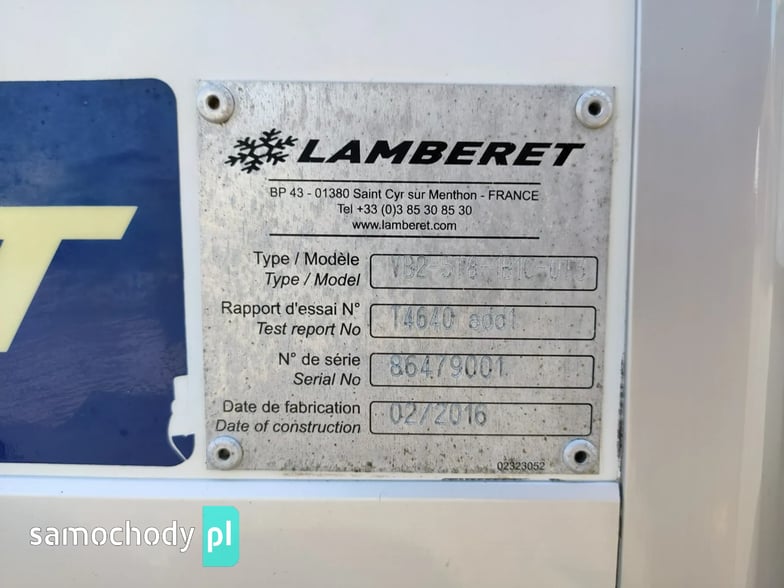 LAMBERET
BP 43 - 01380 Saint Cyr sur Menthon - FRANCE
Tel +33 (0)3 85 30 85 30
www.lamberet.com
Type / Modèle
Type / Model
Rapport d'essai N°
Test report No
14640
N° de série
Serial No
86479001
Date de fabrication
02/2016
Date of construction
02323052
T
samochody pl